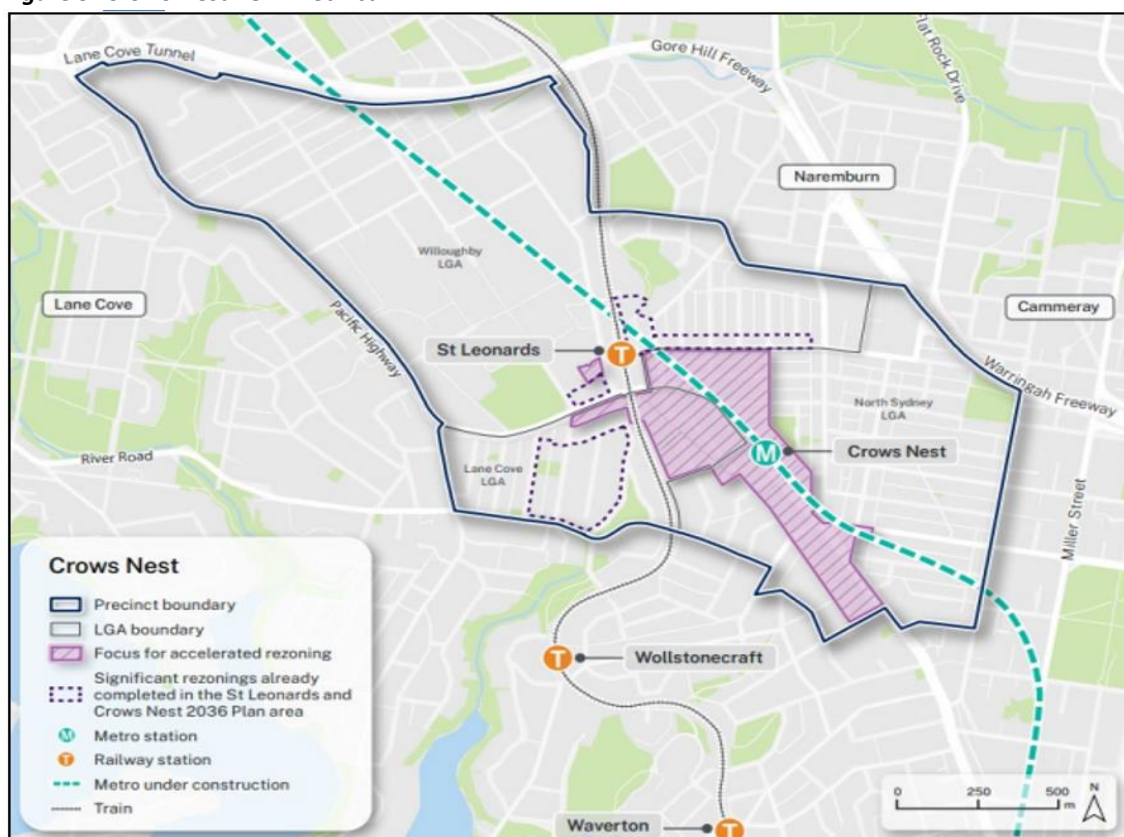 Lane Cove Tunnel
Gore Hill Freeway
Flat Rock Drive
Naremburn
Willoughby
LGA
Lane Cove
Pacific Highway
Cammeray
St Leonards
T
Warringah Freeway
North Sydney
LGA
M
Crows Nest
River Road
Lane Cove
LGA
Miller Street
Crows Nest
Precinct boundary
LGA boundary
Focus for accelerated rezoning
Significant rezonings already
completed in the St Leonards and
Crows Nest 2036 Plan area
M
Metro station
T
Railway station
Metro under construction
Train
T
Wollstonecraft
Waverton
T
0 250 500
m
N